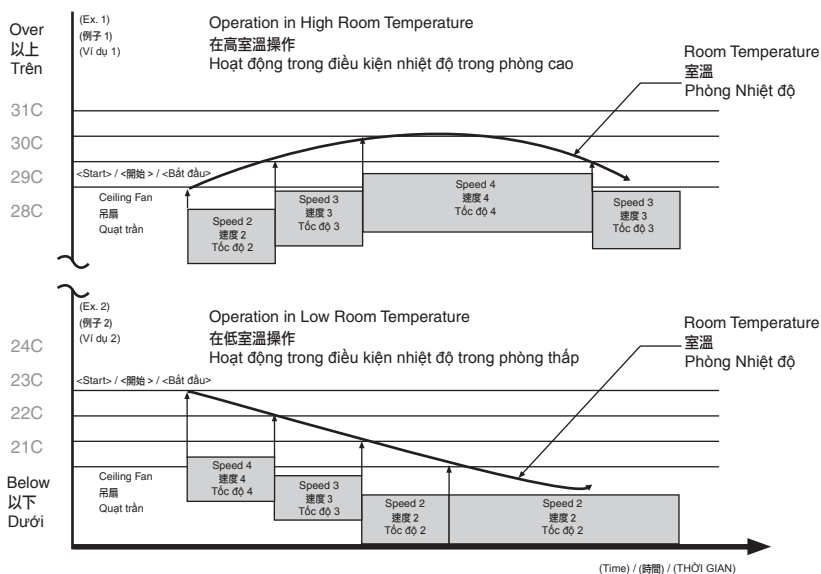 Over
以上
Trên
31C
30C
29C
28C
(Ex. 1)
(例子 1)
(Ví dụ 1)
Operation in High Room Temperature
在高室溫操作
Hoạt động trong điều kiện nhiệt độ trong phòng cao
Room Temperature
室溫
Phòng Nhiệt độ
<Start> / <開始 > / <Bắt đầu>
Ceiling Fan
吊扇
Quạt trần
Speed 2
速度 2
Tốc độ 2
Speed 3
速度 3
Tốc độ 3
Speed 4
速度 4
Tốc độ 4
Speed 3
速度 3
Tốc độ 3
24C
23C
22C
21C
Below
以下
Dưới
(Ex. 2)
(例子 2)
(Ví dụ 2)
Operation in Low Room Temperature
在低室溫操作
Hoạt động trong điều kiện nhiệt độ trong phòng thấp
Room Temperature
室溫
Phòng Nhiệt độ
<Start> / <開始 > / <Bắt đầu>
Ceiling Fan
吊扇
Quạt trần
Speed 4
速度 4
Tốc độ 4
Speed 3
速度 3
Tốc độ 3
Speed 2
速度 2
Tốc độ 2
Speed 2
速度 2
Tốc độ 2
(Time) / (時間) / (THỜI GIAN)